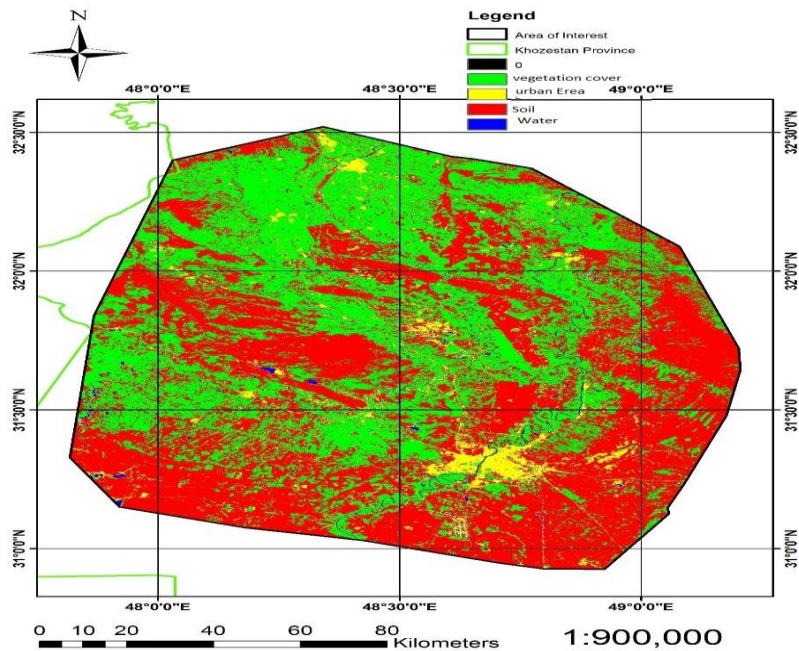 N
Legend
Area of Interest
Khozestan Province
0
vegetation cover
urban Erea
Soil
Water
48°0'0"E 48°30'0"E 49°0'0"E
32°30'0"N 32°30'0"N
32°0'0"N 32°0'0"N
31°30'0"N 31°30'0"N
31°0'0"N 31°0'0"N
48°0'0"E 48°30'0"E 49°0'0"E
0 10 20 40 60 80
Kilometers
1:900,000